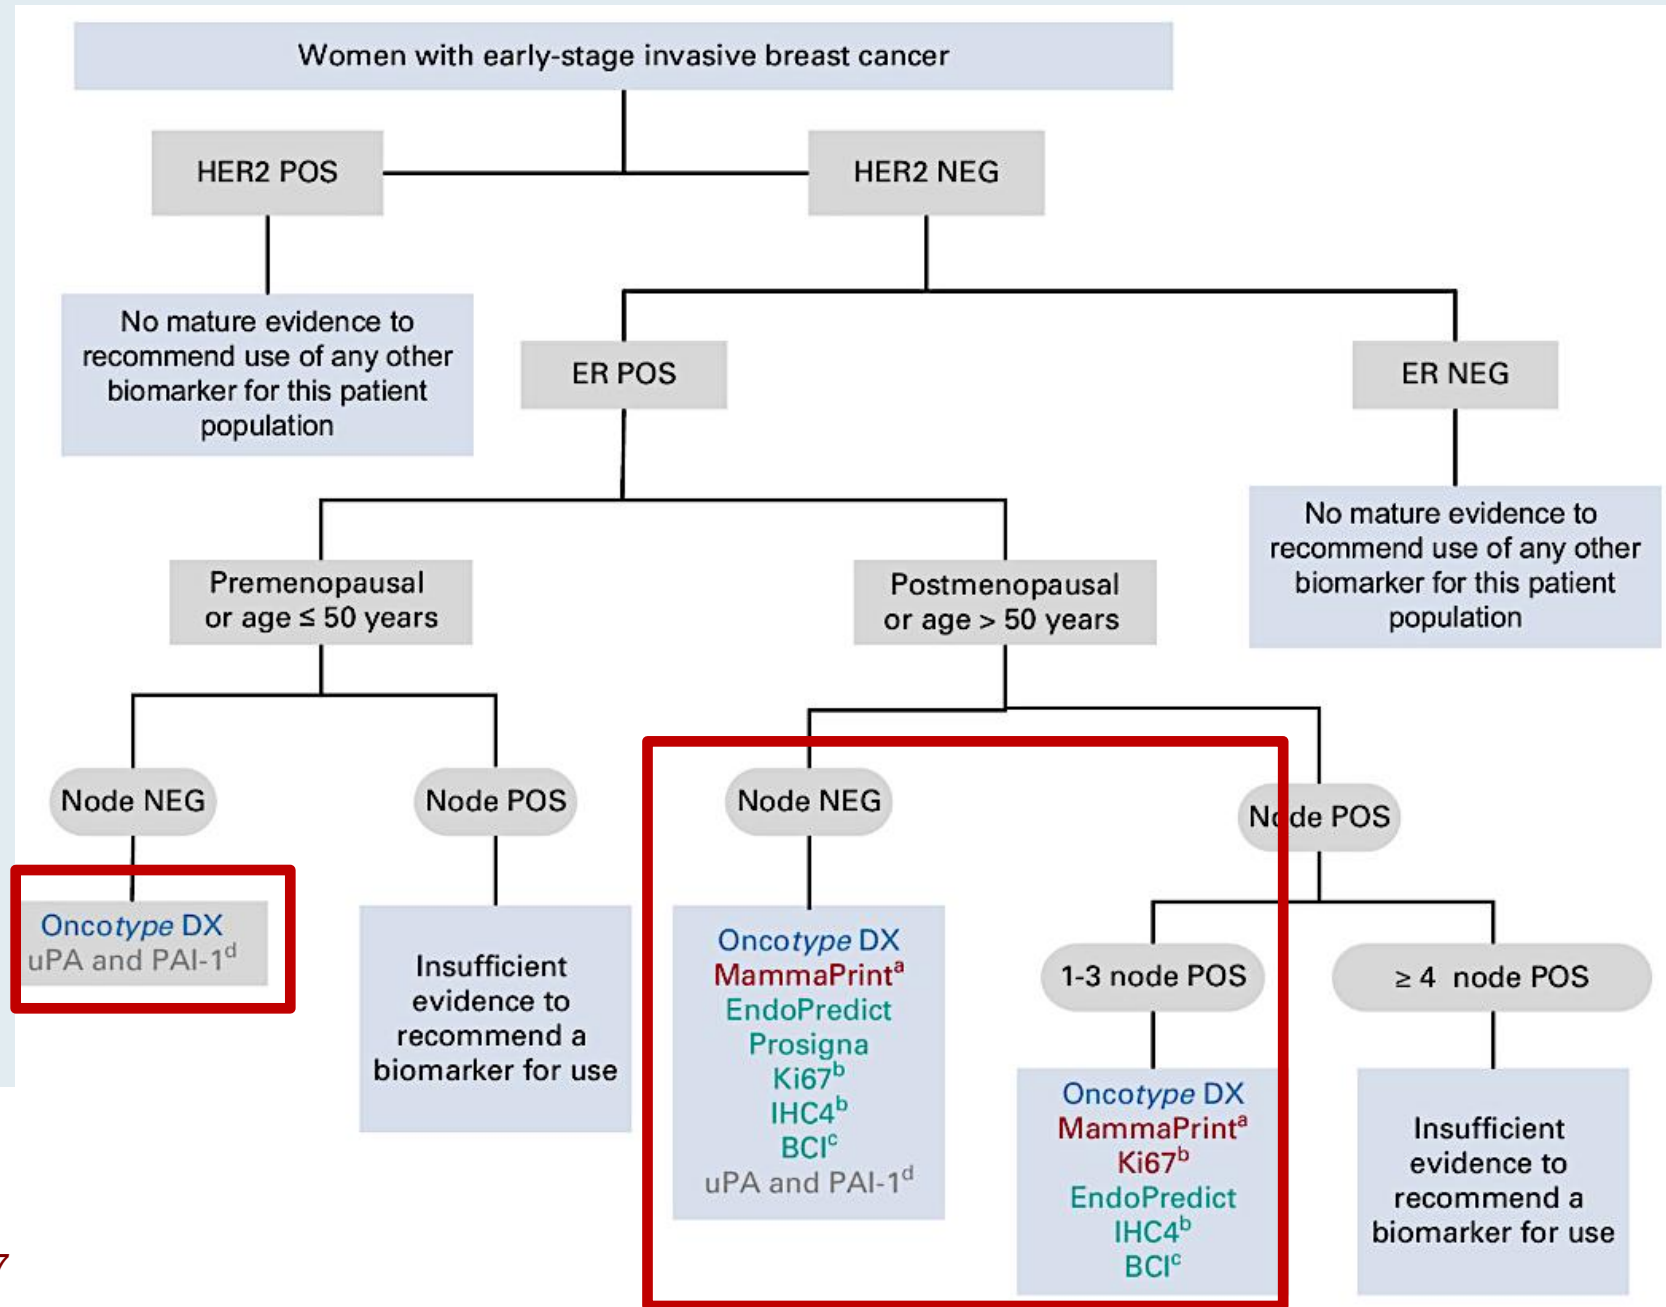 Women with early-stage invasive breast cancer
HER2 POS
HER2 NEG
No mature evidence to
recommend use of any other
biomarker for this patient
population
ER POS
ER NEG
No mature evidence to
recommend use of any other
biomarker for this patient
population
Premenopausal
or age ≤ 50 years
Postmenopausal
or age > 50 years
Node NEG
Node POS
Node NEG
Node POS
Oncotype DX
uPA and PAI-1d
Insufficient
evidence to
recommend a
biomarker for use
Oncotype DX
MammaPrinta
EndoPredict
Prosigna
Ki67b
IHC4b
BCIc
uPA and PAI-1d
1-3 node POS
≥ 4 node POS
Oncotype DX
MammaPrinta
Ki67b
EndoPredict
IHC4b
BCIc
Insufficient
evidence to
recommend a
biomarker for use
7